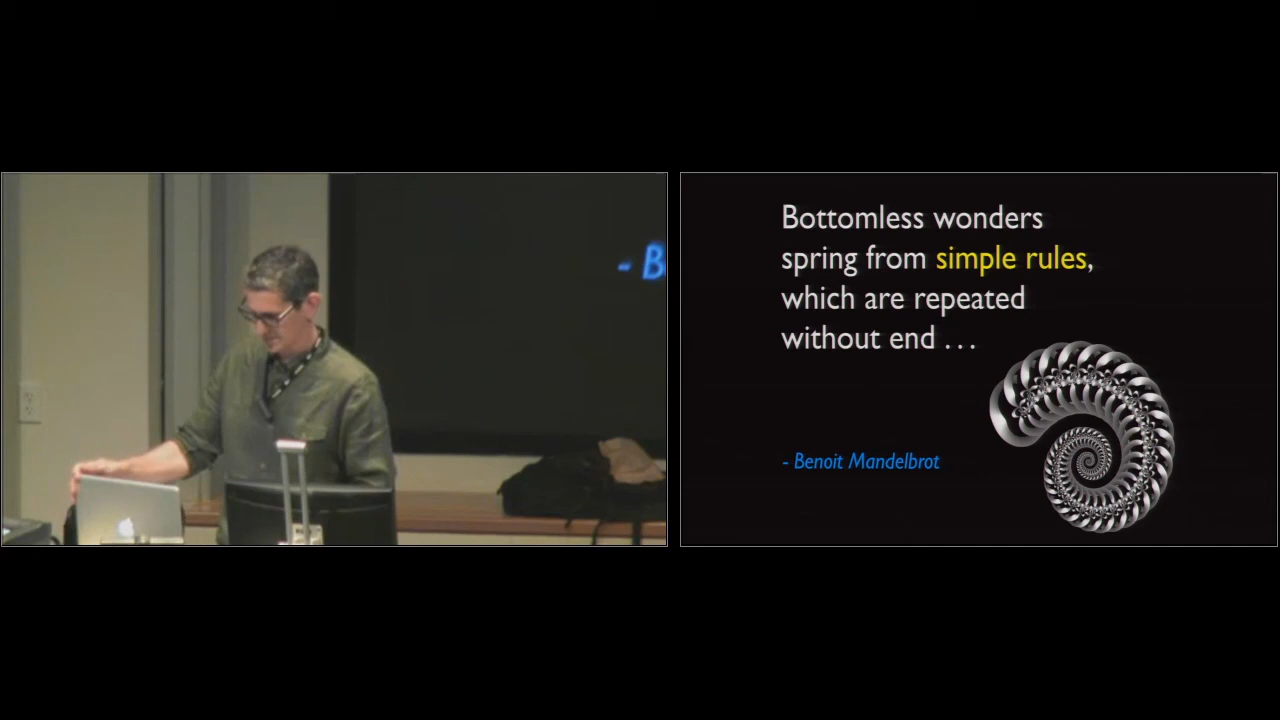 - B
Bottomless wonders
spring from simple rules,
which are repeated
without end . . .
- Benoit Mandelbrot